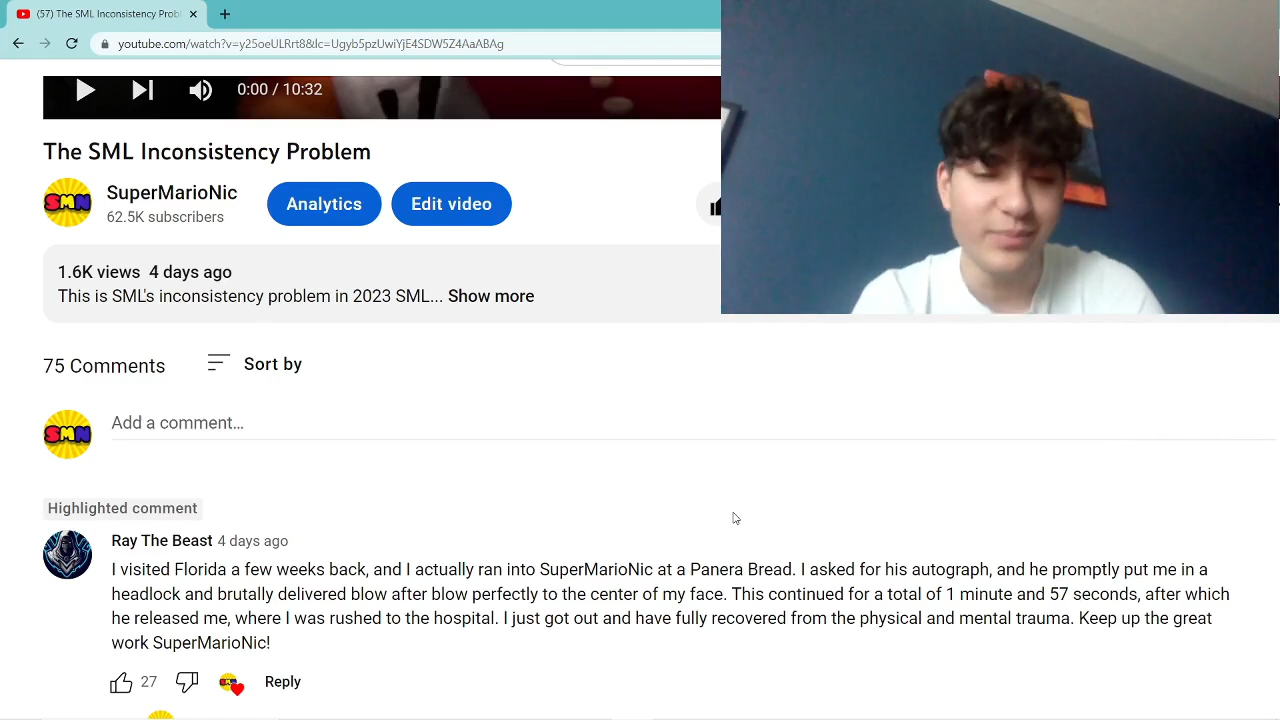 (57) The SML Inconsistency Prob
youtube.com/watch?v=y25oeULRrt8&lc=Ugyb5pzUwiYjE4SDW5Z4AaABAg
0:00 / 10:32
The SML Inconsistency Problem
SMN
SuperMarioNic
62.5K subscribers
Analytics
Edit video
1.6K views 4 days ago
This is SML's inconsistency problem in 2023 SML... Show more
75 Comments
Sort by
SMN
Add a comment...
Highlighted comment
Ray The Beast 4 days ago
I visited Florida a few weeks back, and I actually ran into SuperMarioNic at a Panera Bread. I asked for his autograph, and he promptly put me in a
headlock and brutally delivered blow after blow perfectly to the center of my face. This continued for a total of 1 minute and 57 seconds, after which
he released me, where I was rushed to the hospital. I just got out and have fully recovered from the physical and mental trauma. Keep up the great
work SuperMarioNic!
27
SMN
Reply